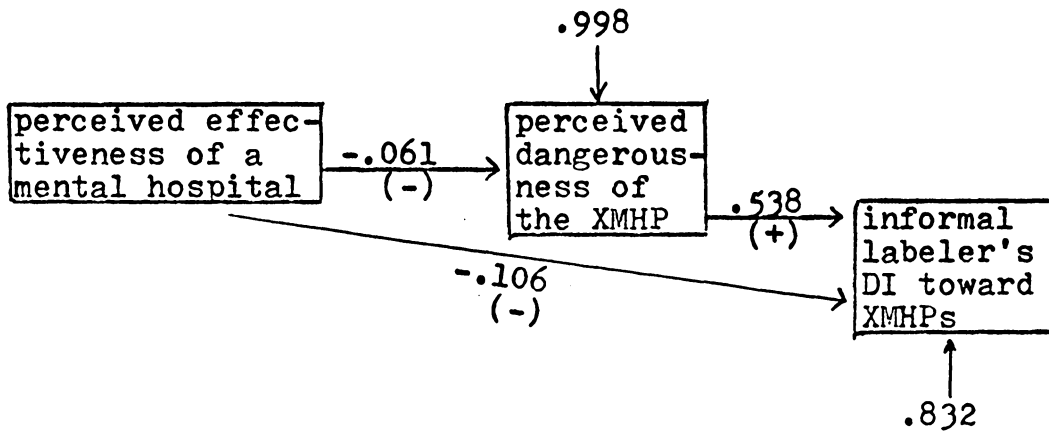 .998
perceived effec-
tiveness of a
mental hospital
-.061
(-)
perceived
dangerous-
ness of
the XMHP
.538
(+)
informal
labeler's
DI toward
XMHPs
-.106
(-)
.832